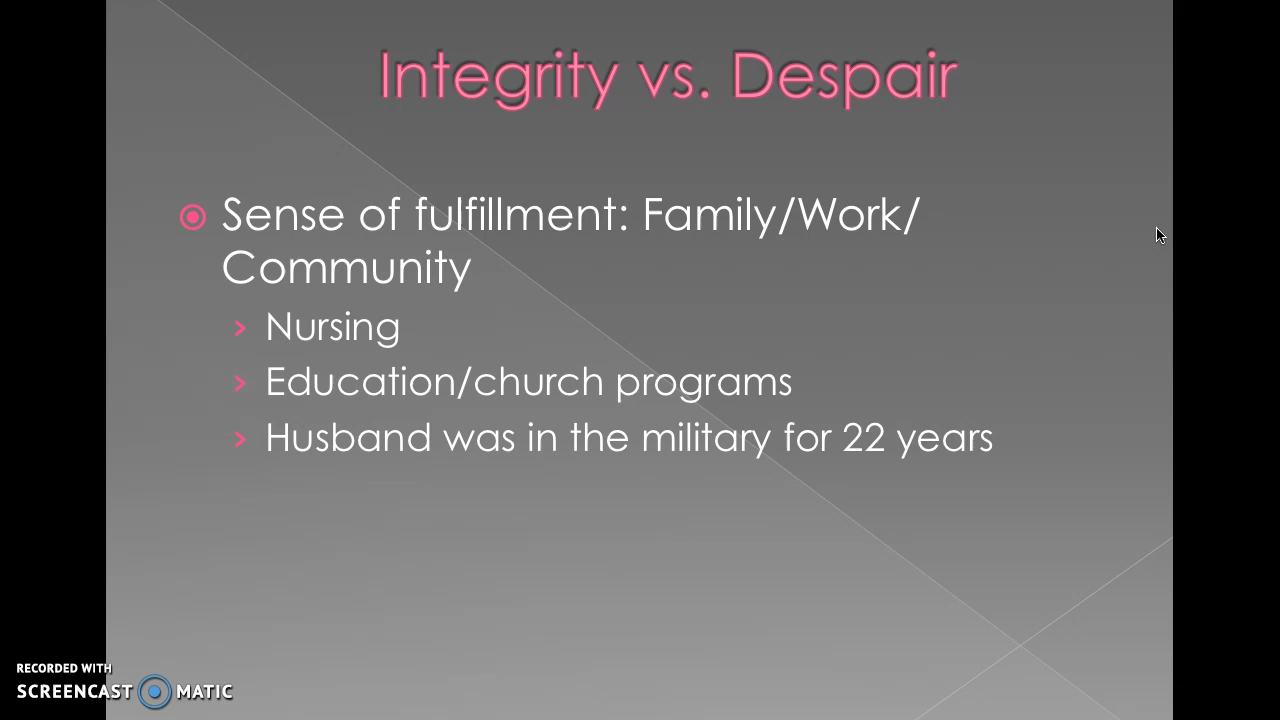 Integrity vs. Despair
Sense of fulfillment: Family/Work/
Community
Nursing
Education/church programs
Husband was in the military for 22 years
RECORDED WITH
SCREENCAST MATIC